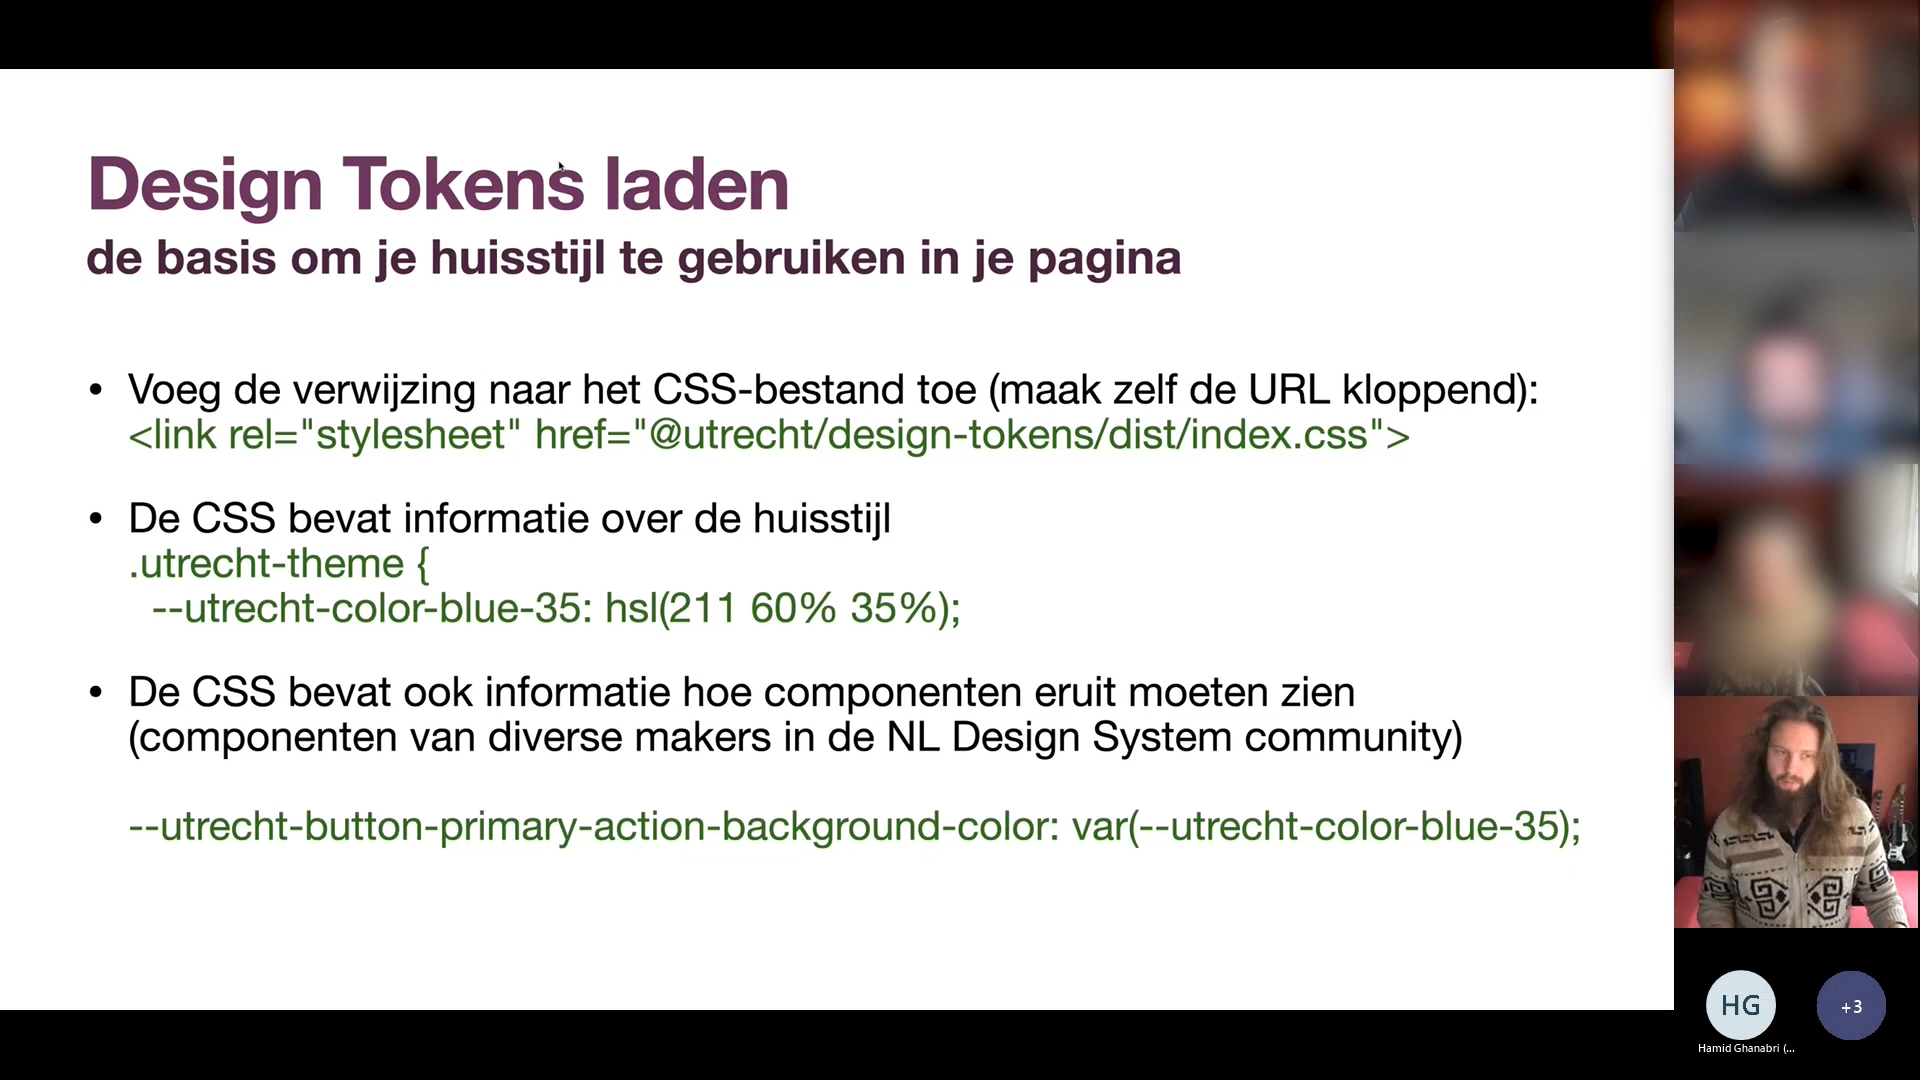 Design Tokens laden
de basis om je huisstijl te gebruiken in je pagina
• Voeg de verwijzing naar het CSS-bestand toe (maak zelf de URL kloppend):
<link rel="stylesheet" href="@utrecht/design-tokens/dist/index.css">
• De CSS bevat informatie over de huisstijl
.utrecht-theme {
--utrecht-color-blue-35: hsl(211 60% 35%);
• De CSS bevat ook informatie hoe componenten eruit moeten zien
(componenten van diverse makers in de NL Design System community)
--utrecht-button-primary-action-background-color: var(--utrecht-color-blue-35);
HG
+3
Hamid Ghanabri (...